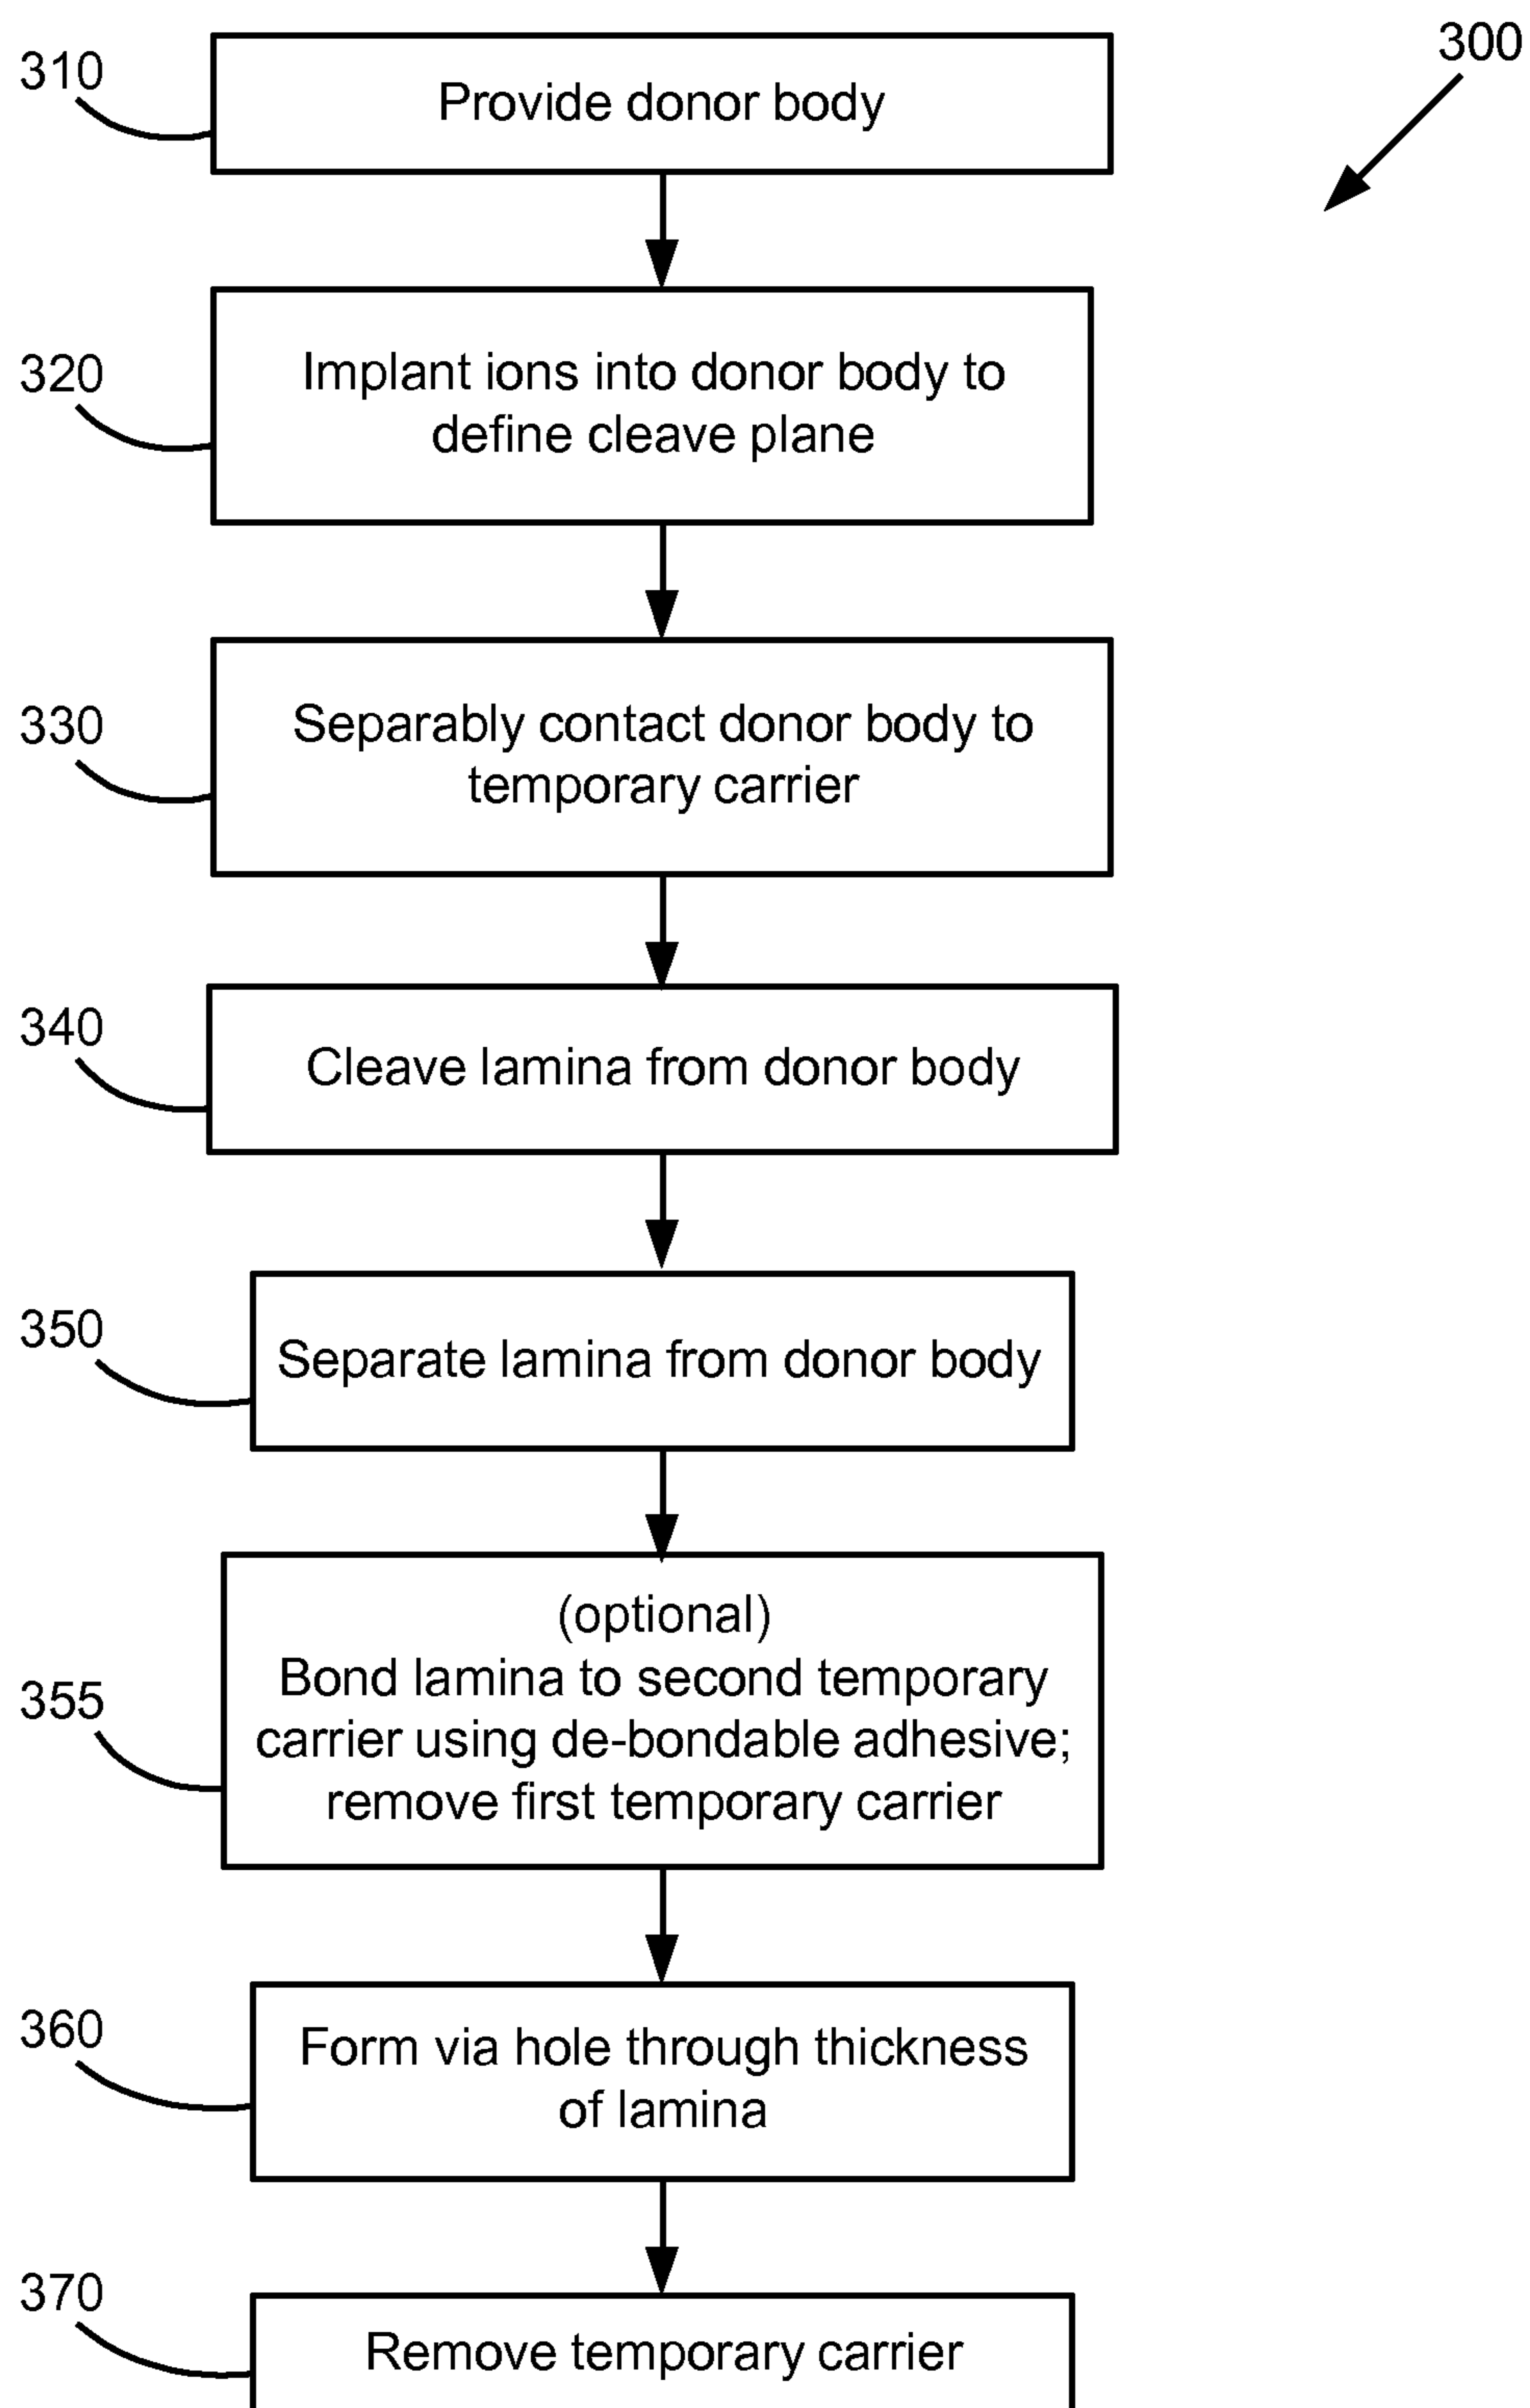 300
310
Provide donor body
320
Implant ions into donor body to
define cleave plane
330
Separably contact donor body to
temporary carrier
340
Cleave lamina from donor body
350
Separate lamina from donor body
355
(optional)
Bond lamina to second temporary
carrier using de-bondable adhesive;
remove first temporary carrier
360
Form via hole through thickness
of lamina
370
Remove temporary carrier